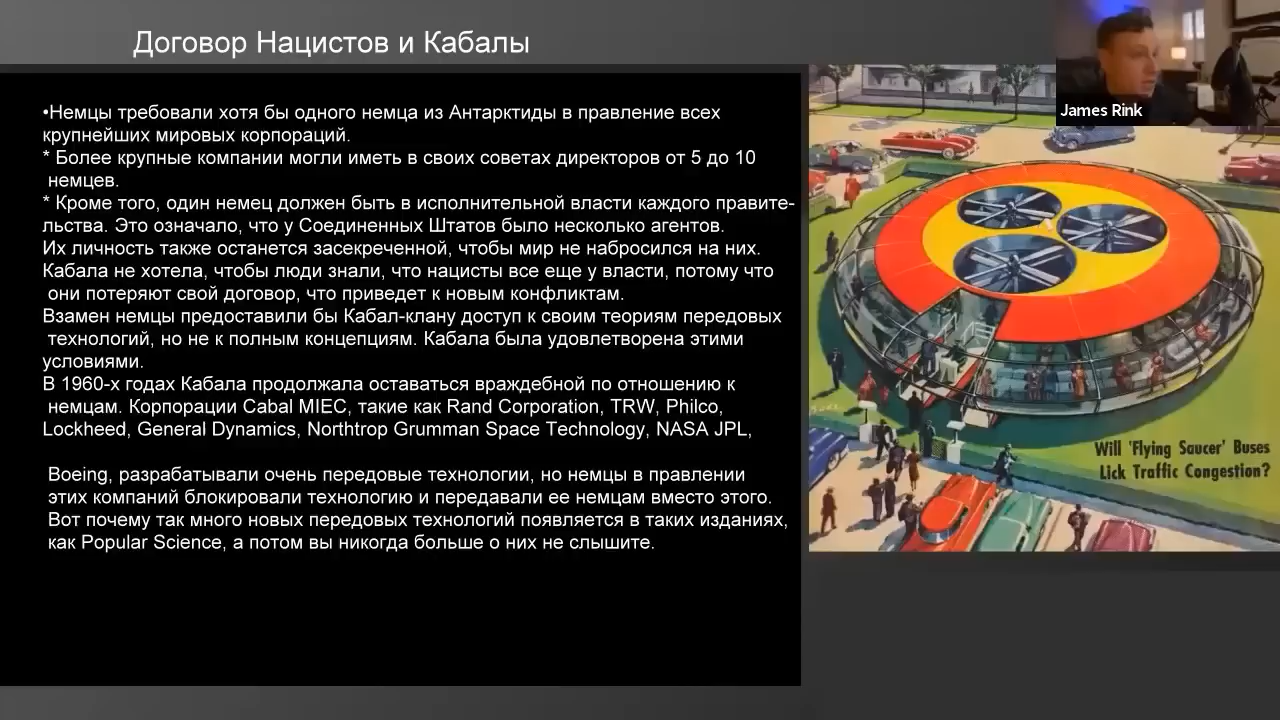 Договор Нацистов и Кабалы
James Rink
•Немцы требовали хотя бы одного немца из Антарктиды в правление всех
крупнейших мировых корпораций.
* Более крупные компании могли иметь в своих советах директоров от 5 до 10
немцев.
* Кроме того, один немец должен быть в исполнительной власти каждого правите-
льства. Это означало, что у Соединенных Штатов было несколько агентов.
Их личность также останется засекреченной, чтобы мир не набросился на них.
Кабала не хотела, чтобы люди знали, что нацисты все еще у власти, потому что
они потеряют свой договор, что приведет к новым конфликтам.
Взамен немцы предоставили бы Кабал-клану доступ к своим теориям передовых
технологий, но не к полным концепциям. Кабала была удовлетворена этими
условиями.
В 1960-х годах Кабала продолжала оставаться враждебной по отношению к
немцам. Корпорации Cabal MIEC, такие как Rand Corporation, TRW, Philco,
Lockheed, General Dynamics, Northtrop Grumman Space Technology, NASA JPL,
Boeing, разрабатывали очень передовые технологии, но немцы в правлении
этих компаний блокировали технологию и передавали ее немцам вместо этого.
Вот почему так много новых передовых технологий появляется в таких изданиях,
как Popular Science, а потом вы никогда больше о них не слышите.
Will 'Flying Saucer' Buses
Lick Traffic Congestion?